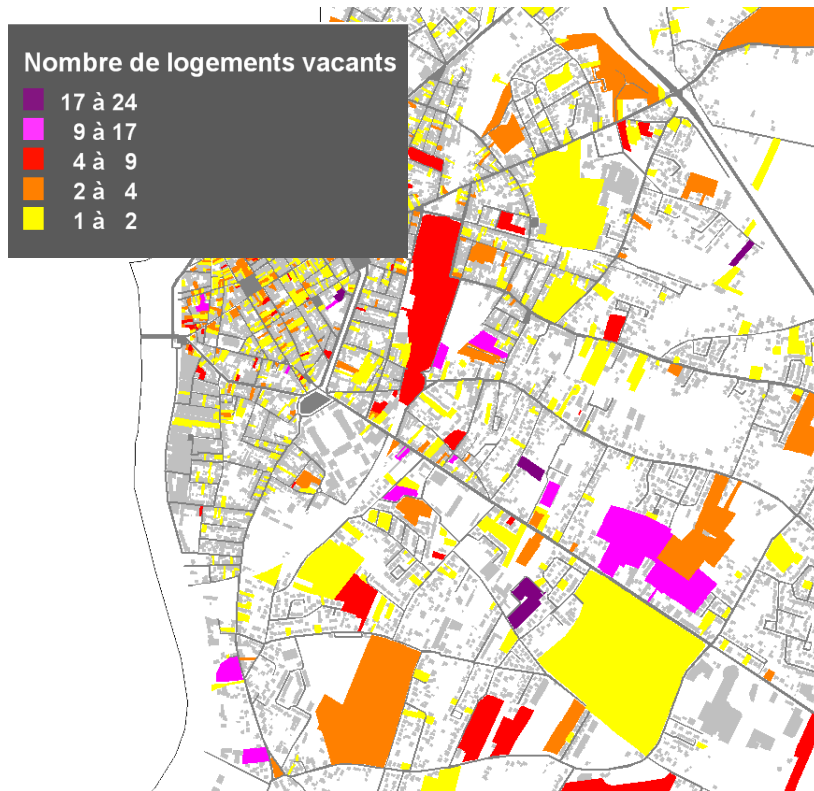 Nombre de logements vacants
17 à 24
9 à 17
4 à 9
2 à 4
1 à 2